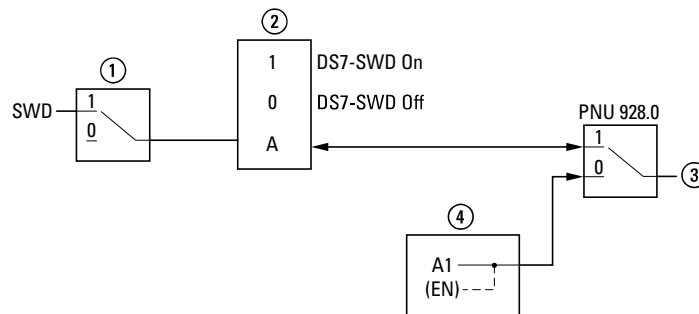 ①
②
SWD
1
0
1 DS7-SWD On
0 DS7-SWD Off
A
PNU 928.0
1
0
③
④
A1
(EN)